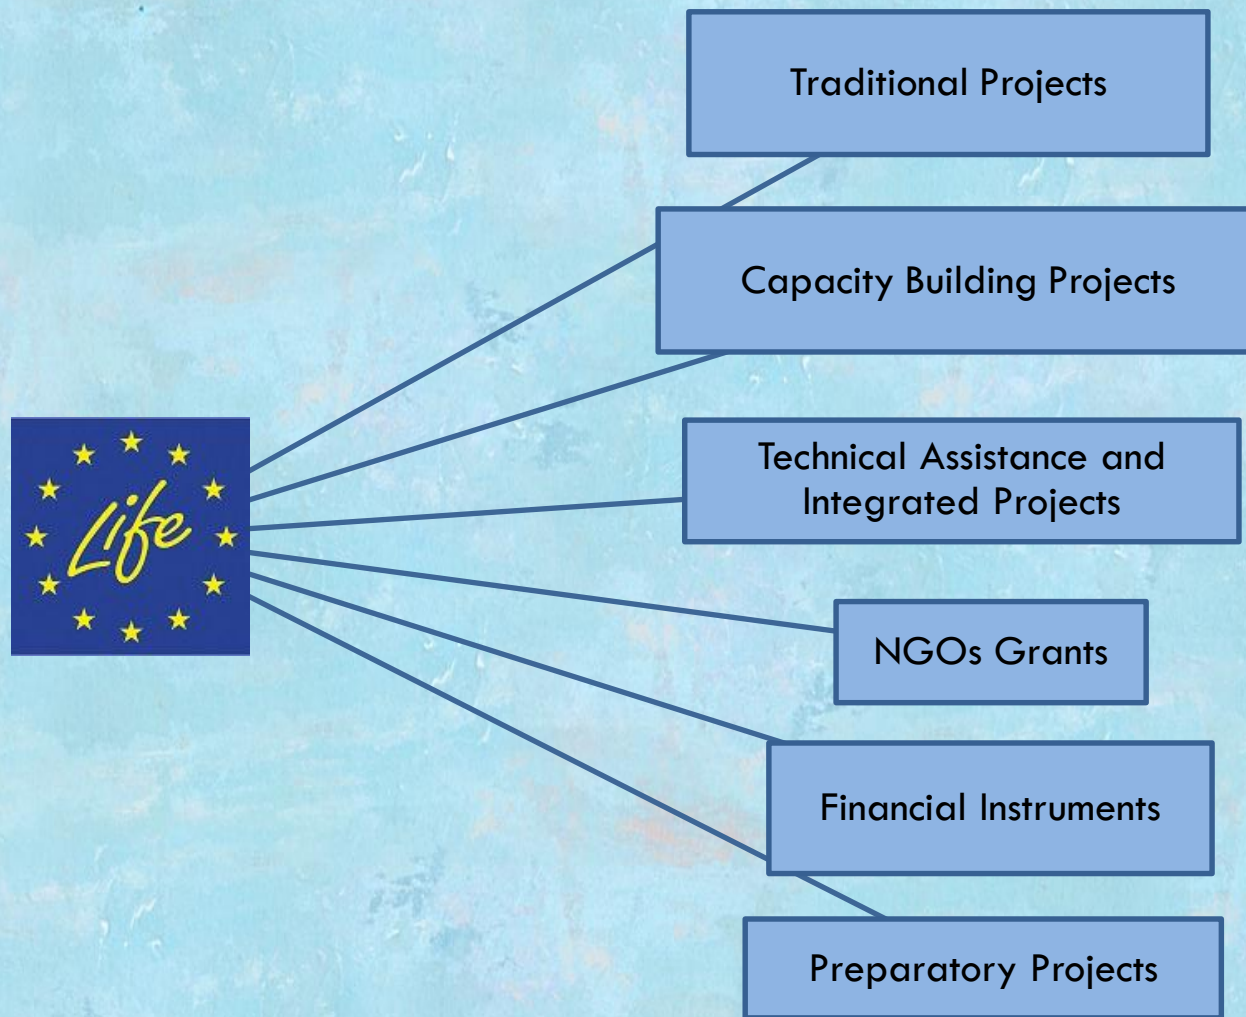 Traditional Projects
Capacity Building Projects
Life
Technical Assistance and
Integrated Projects
NGOs Grants
Financial Instruments
Preparatory Projects